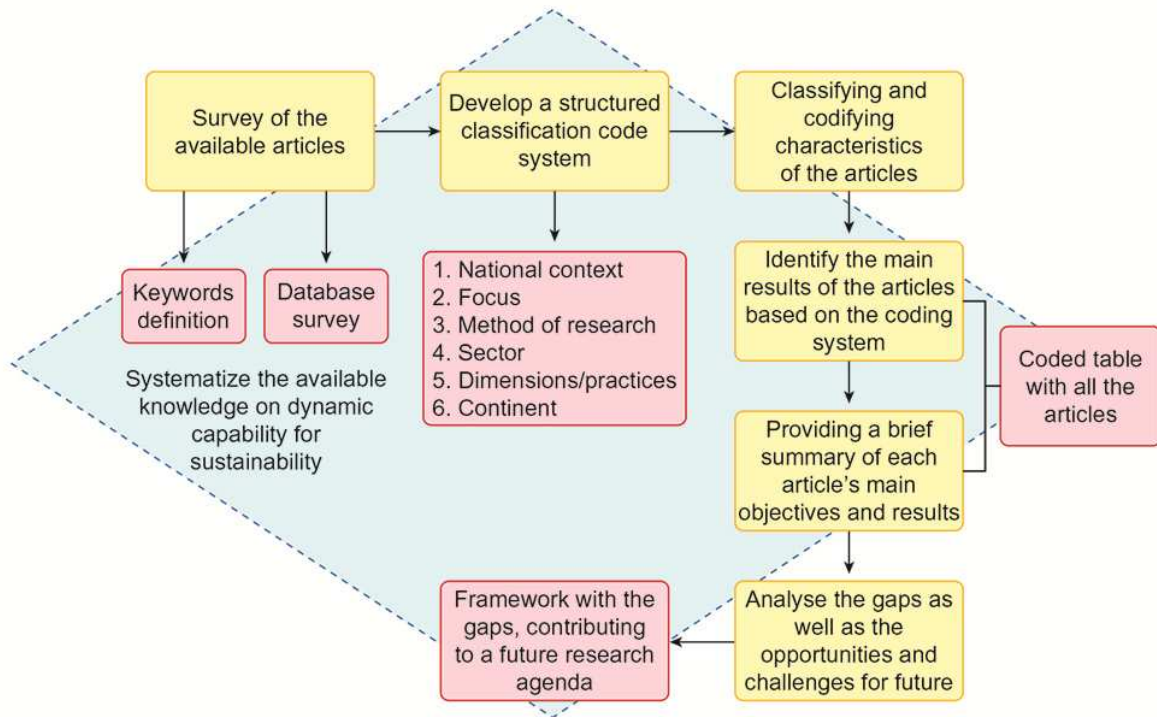 Survey of the
available articles
Develop a structured
classification code
system
Classifying and
codifying
characteristics
of the articles
Keywords
definition
Database
survey
1. National context
2. Focus
3. Method of research
4. Sector
5. Dimensions/practices
6. Continent
Identify the main
results of the articles
based on the coding
system
Coded table
with all the
articles
Systematize the available
knowledge on dynamic
capability for
sustainability
Providing a brief
summary of each
article's main
objectives and results
Framework with the
gaps, contributing
to a future research
agenda
Analyse the gaps as
well as the
opportunities and
challenges for future